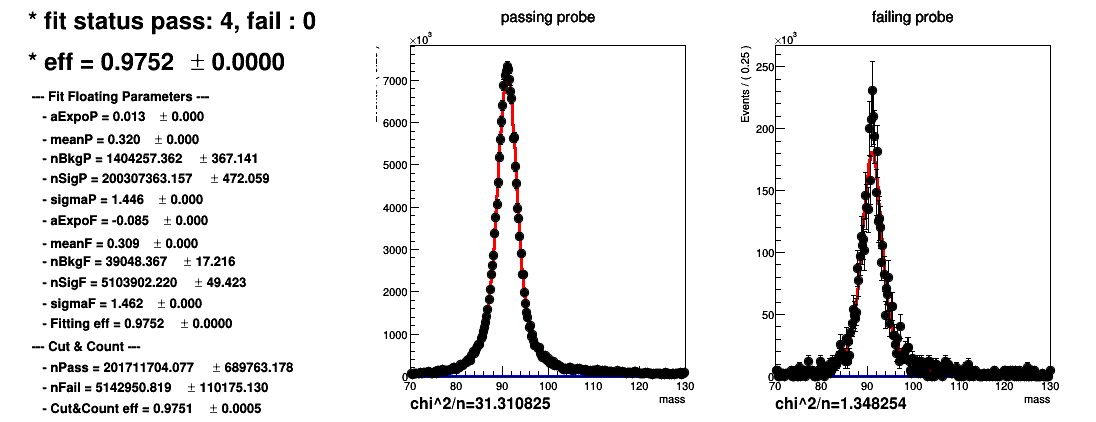 * fit status pass: 4, fail : 0
* eff = 0.9752 ± 0.0000
--- Fit Floating Parameters ---
- aExpoP = 0.013 ± 0.000
- meanP = 0.320 ± 0.000
- nBkgP = 1404257.362 ± 367.141
- nSigP = 200307363.157 ± 472.059
- sigmaP = 1.446 ± 0.000
- aExpoF = -0.085 ± 0.000
- meanF = 0.309 ± 0.000
- nBkgF = 39048.367 ± 17.216
- nSigF = 5103902.220 ± 49.423
- sigmaF = 1.462 ± 0.000
- Fitting eff = 0.9752 ± 0.0000
--- Cut & Count ---
- nPass = 201711704.077 ± 689763.178
- nFail = 5142950.819 ± 110175.130
- Cut&Count eff = 0.9751 ± 0.0005
passing probe
×10³
7000
6000
5000
4000
3000
2000
1000
0
70 80 90 100 110 120 130
mass
chi^2/n=31.310825
failing probe
×10³
Events / ( 0.25 )
250
200
150
100
50
0
70 80 90 100 110 120 130
mass
chi^2/n=1.348254